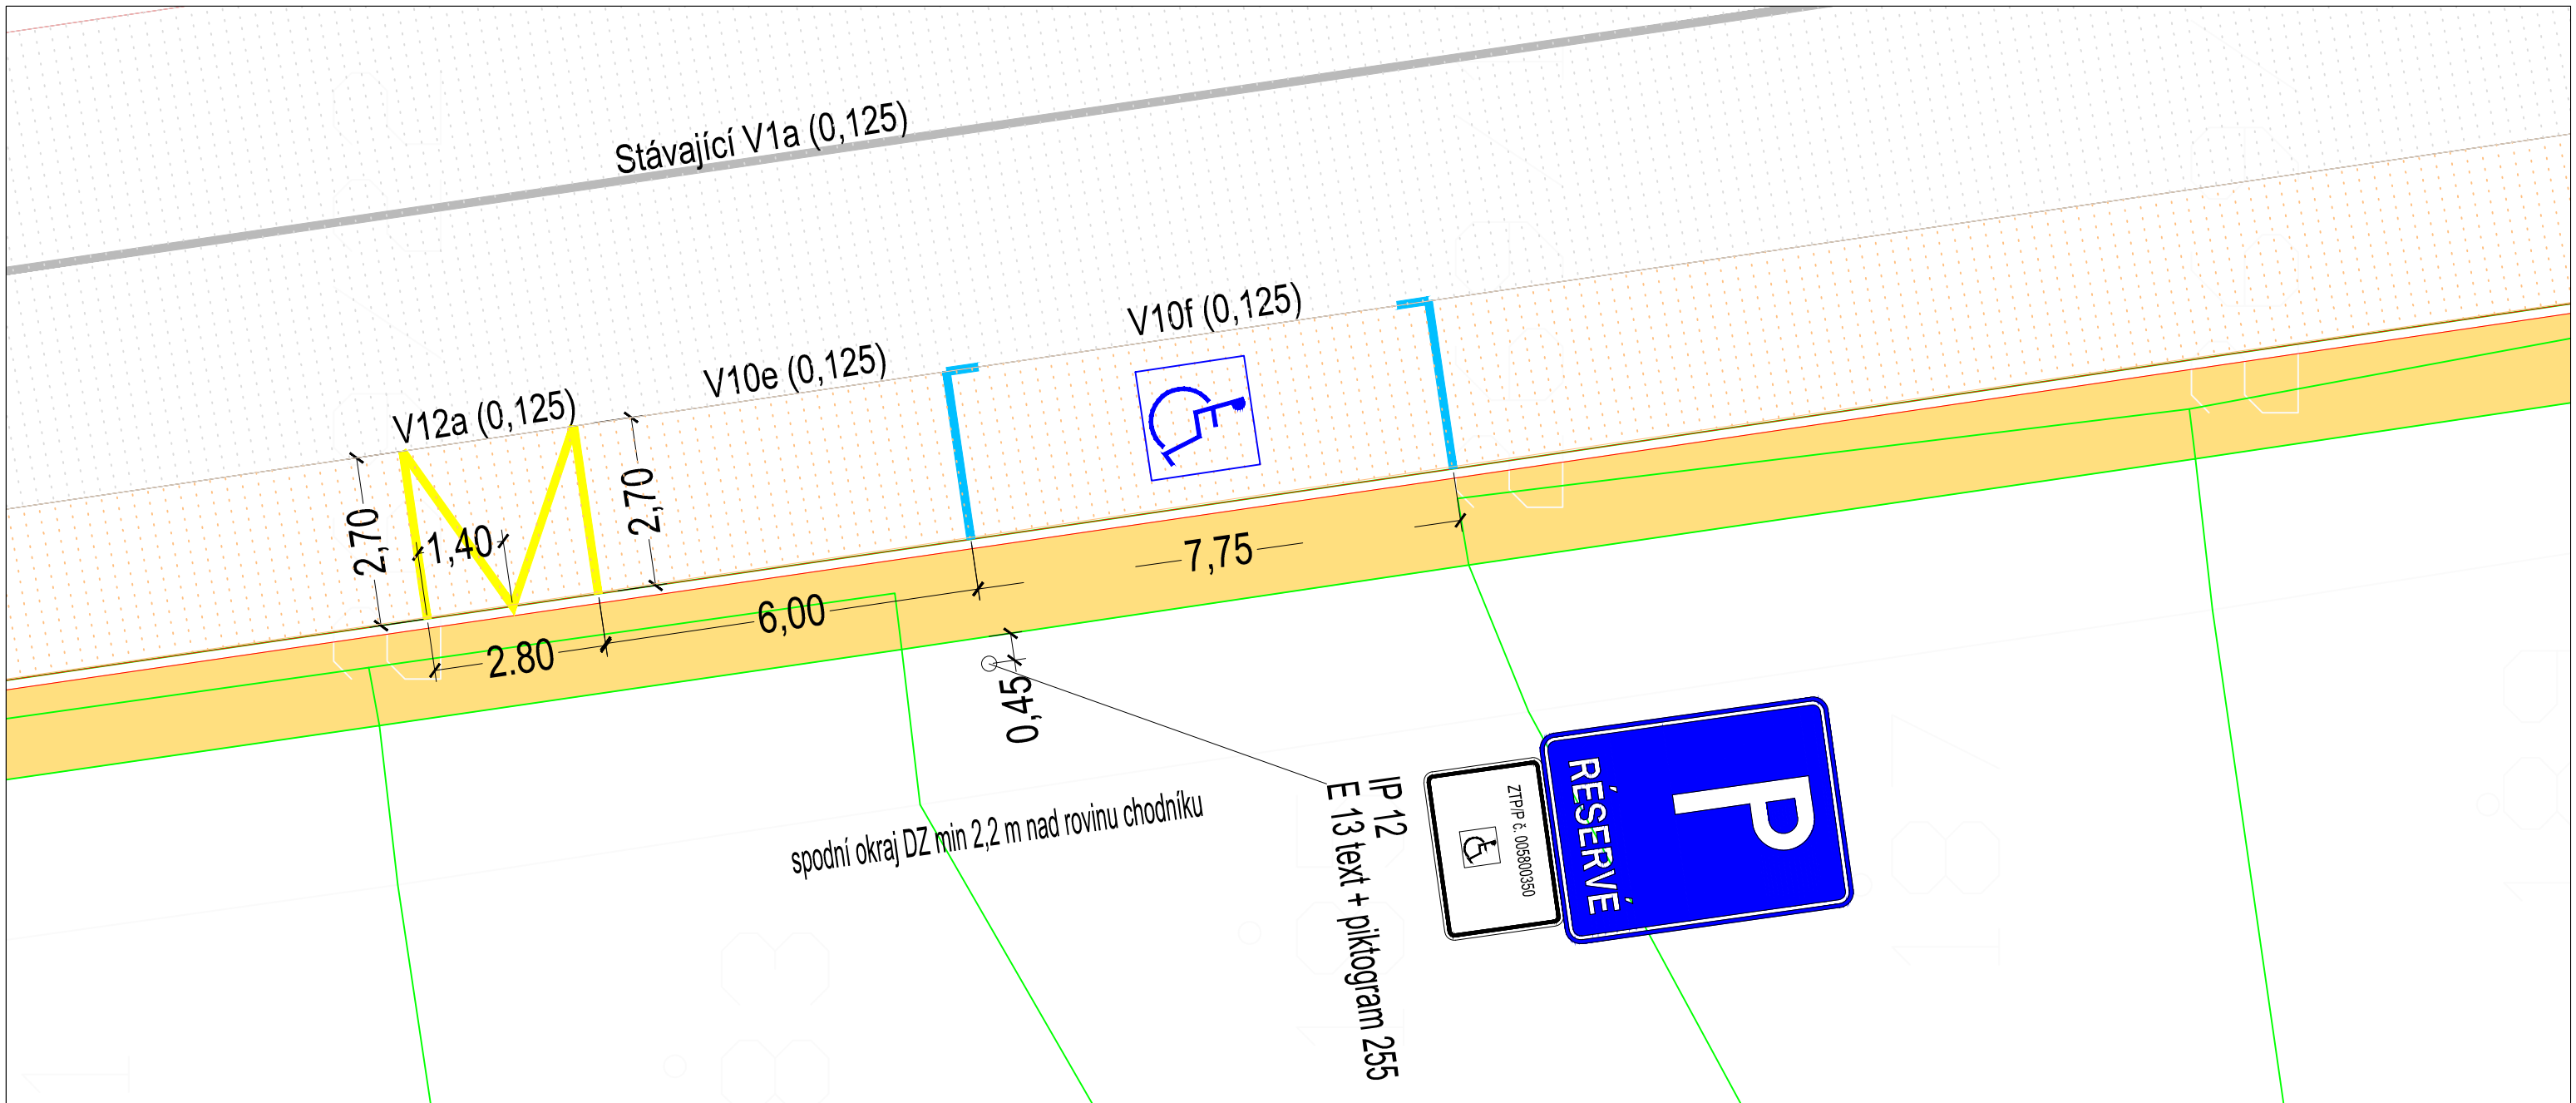 Stávající V1a (0,125)
V10f (0,125)
V10e (0,125)
V12a (0,125)
2,70
1,40
2,70
2.80
6,00
7,75
0,45
spodní okraj DZ min 2,2 m nad rovinu chodníku
IP 12
E 13 text + piktogram 255
P
RÉSERVÉ
ZTP/P č. 005800350